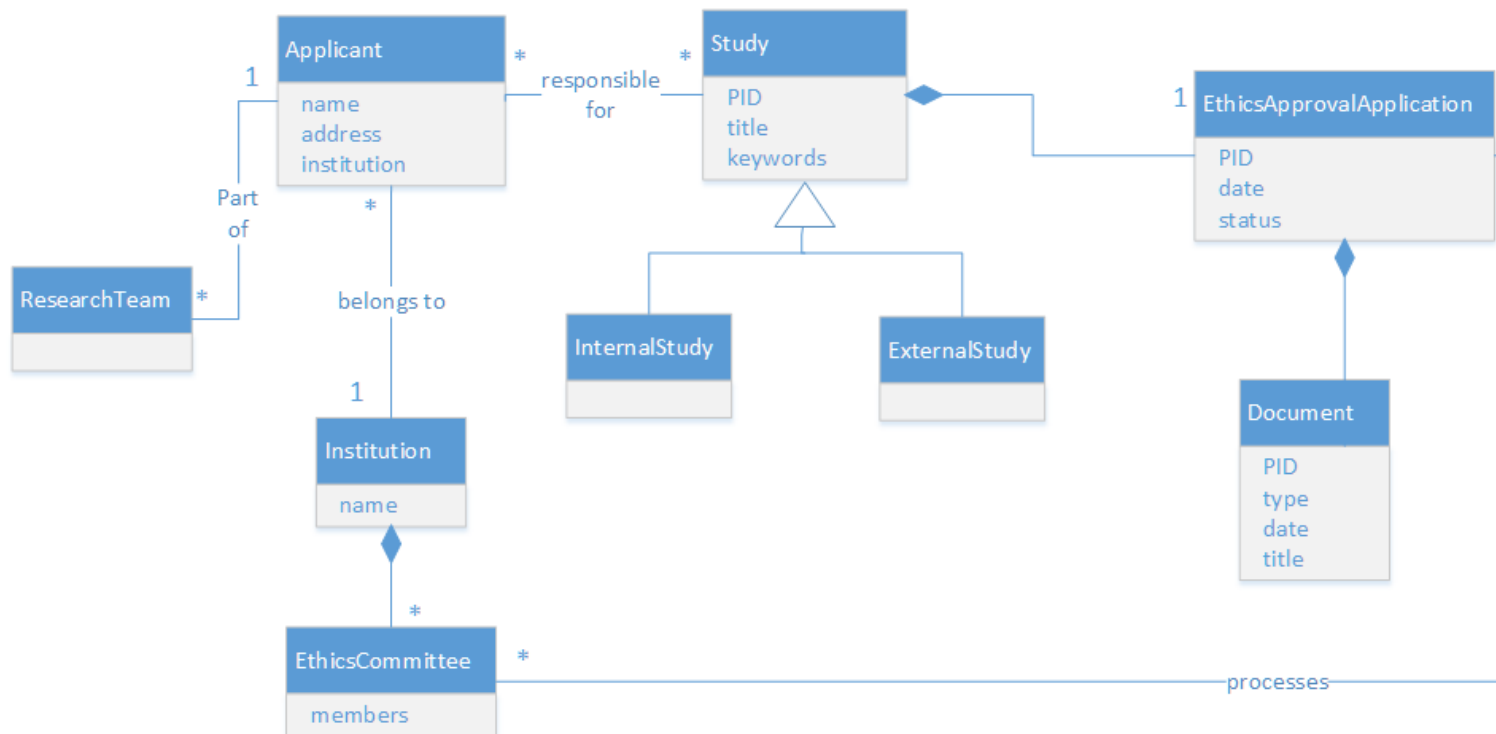 Applicant
name
address
institution
1
*
responsible
for
*
Study
PID
title
keywords
1
EthicsApprovalApplication
PID
date
status
Part
of
ResearchTeam
*
*
belongs to
1
InternalStudy
ExternalStudy
Institution
name
Document
PID
type
date
title
*
EthicsCommittee
members
*
processes